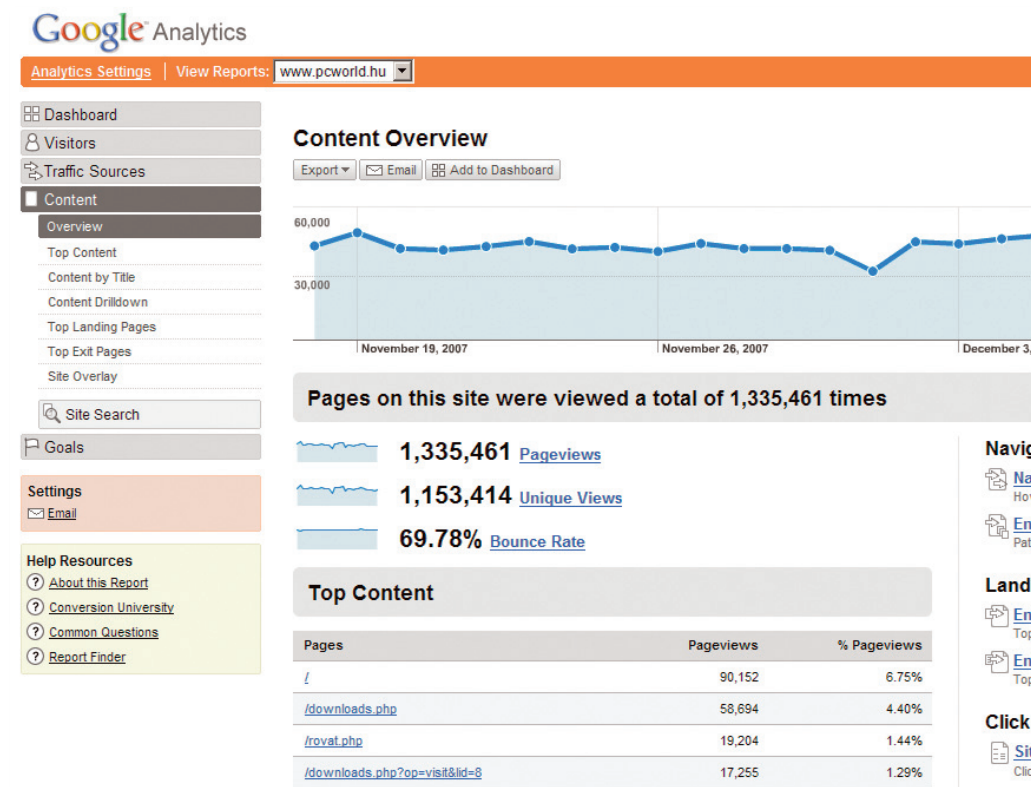 Google Analytics
Analytics Settings View Reports: www.pcworld.hu
Dashboard
Visitors
Traffic Sources
Content
Overview
Top Content
Content by Title
Content Drilldown
Top Landing Pages
Top Exit Pages
Site Overlay
Site Search
Goals
Settings
Email
Help Resources
About this Report
Conversion University
Common Questions
Report Finder
Content Overview
Export Email Add to Dashboard
60,000
30,000
November 19, 2007 November 26, 2007 December 3,
Pages on this site were viewed a total of 1,335,461 times
1,335,461 Pageviews
1,153,414 Unique Views
69.78% Bounce Rate
Top Content
Pages Pageviews % Pageviews
/ 90,152 6.75%
/downloads.php 58,694 4.40%
/rovat.php 19,204 1.44%
/downloads.php?op=visit&lid=8 17,255 1.29%
Land
Click